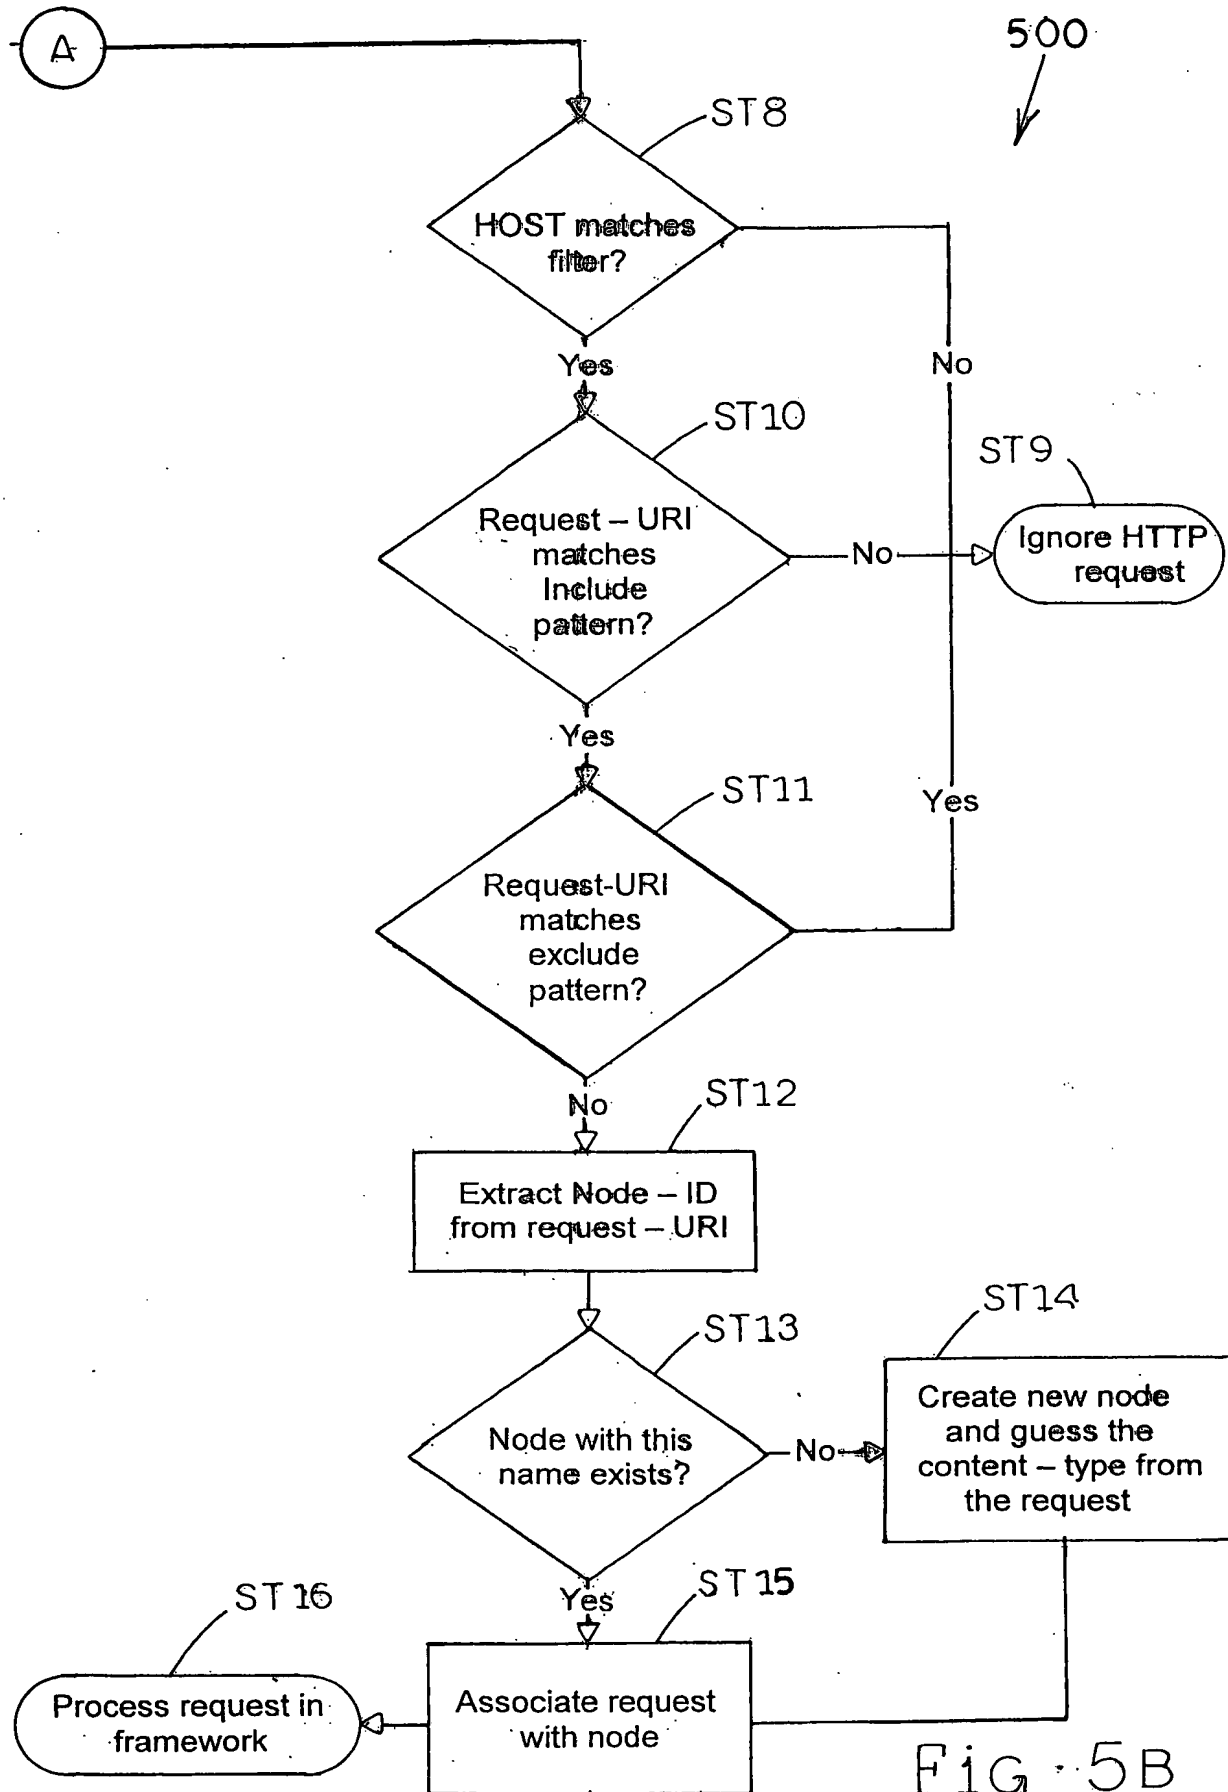 A
500
ST8
HOST matches
filter?
Yes
No
ST10
ST9
Request – URI
matches
Include
pattern?
No
Ignore HTTP
request
Yes
ST11
Yes
Request-URI
matches
exclude
pattern?
No
ST12
Extract Node – ID
from request – URI
ST13
ST14
Node with this
name exists?
No
Create new node
and guess the
content – type from
the request
Yes
ST15
ST16
Process request in
framework
Associate request
with node
FiG. 5B